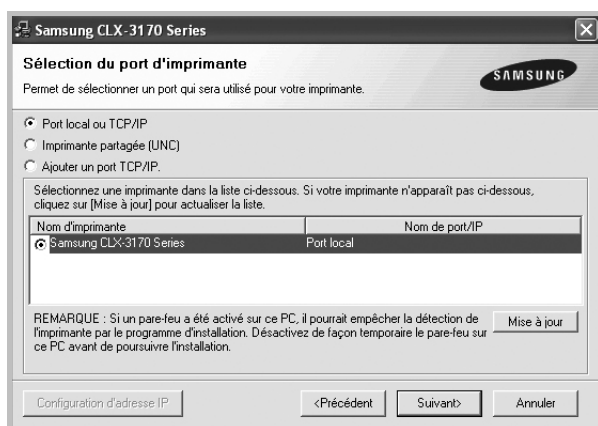 Samsung CLX-3170 Series
Sélection du port d'imprimante
Permet de sélectionner un port qui sera utilisé pour votre imprimante.
SAMSUNG
Port local ou TCP/IP
Imprimante partagée (UNC)
Ajouter un port TCP/IP.
Sélectionnez une imprimante dans la liste ci-dessous. Si votre imprimante n'apparaît pas ci-dessous,
cliquez sur [Mise à jour] pour actualiser la liste.
Nom d'imprimante Nom de port/IP
Samsung CLX-3170 Series Port local
REMARQUE : Si un pare-feu a été activé sur ce PC, il pourrait empêcher la détection de
l'imprimante par le programme d'installation. Désactivez de façon temporaire le pare-feu sur
ce PC avant de poursuivre l'installation.
Mise à jour
Configuration d'adresse IP <Précédent Suivant> Annuler